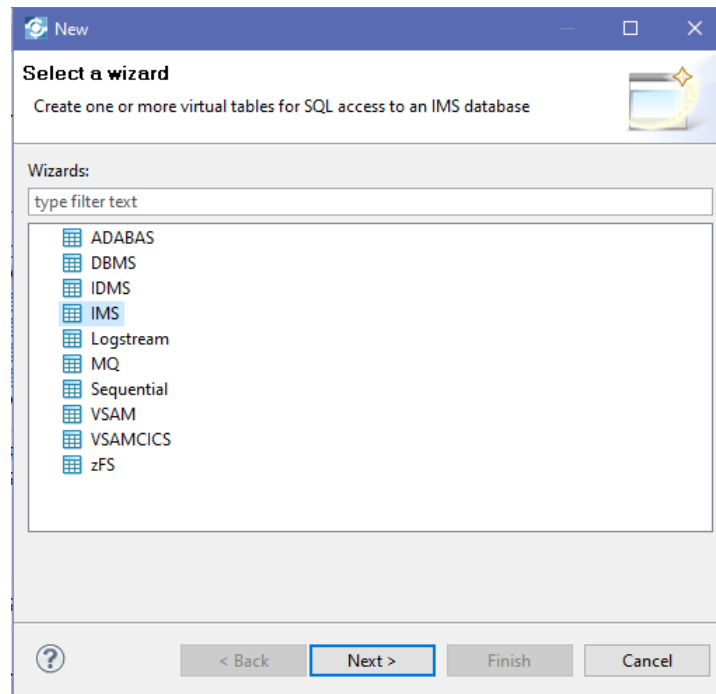 New
Select a wizard
Create one or more virtual tables for SQL access to an IMS database
Wizards:
type filter text
ADABAS
DBMS
IDMS
IMS
Logstream
MQ
Sequential
VSAM
VSAMCICS
zFS
? < Back Next > Finish Cancel